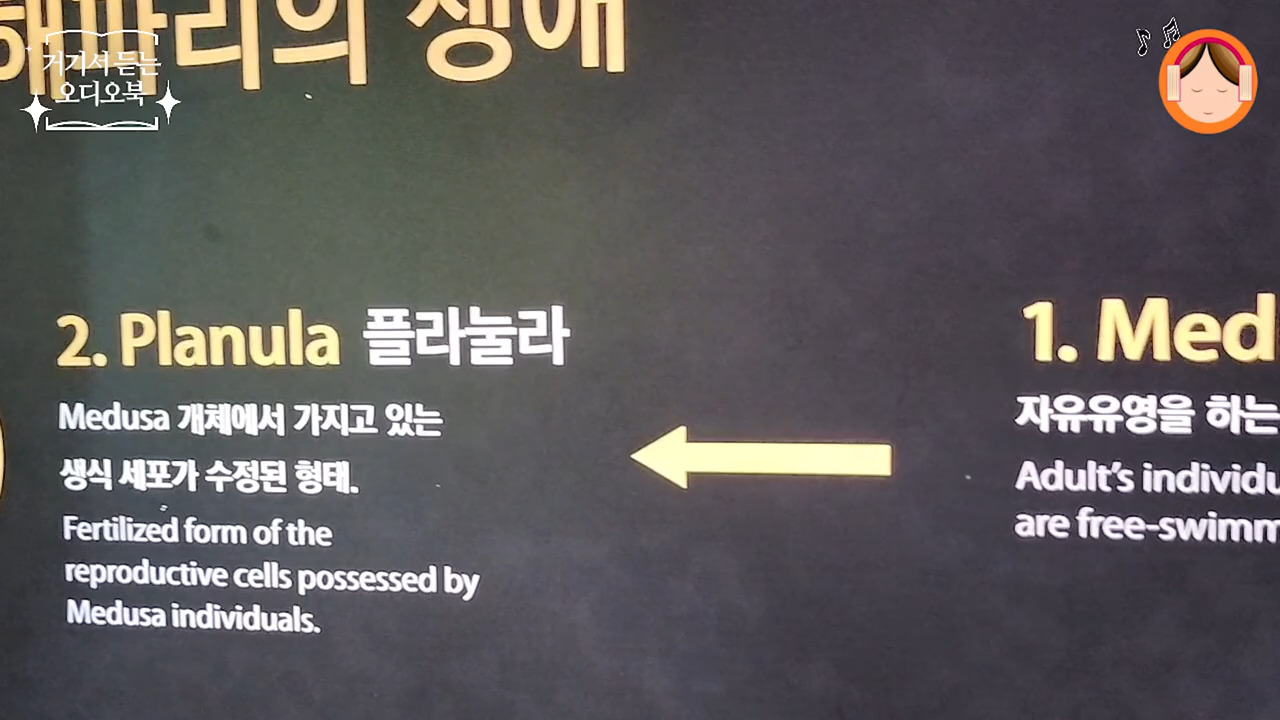 해파리의 생애
거기서 듣는
오디오북
2. Planula 플라눌라
Medusa 개체에서 가지고 있는
생식 세포가 수정된 형태.
Fertilized form of the
reproductive cells possessed by
Medusa individuals.
1. Med
자유유영을 하는
Adult's individu
are free-swimm